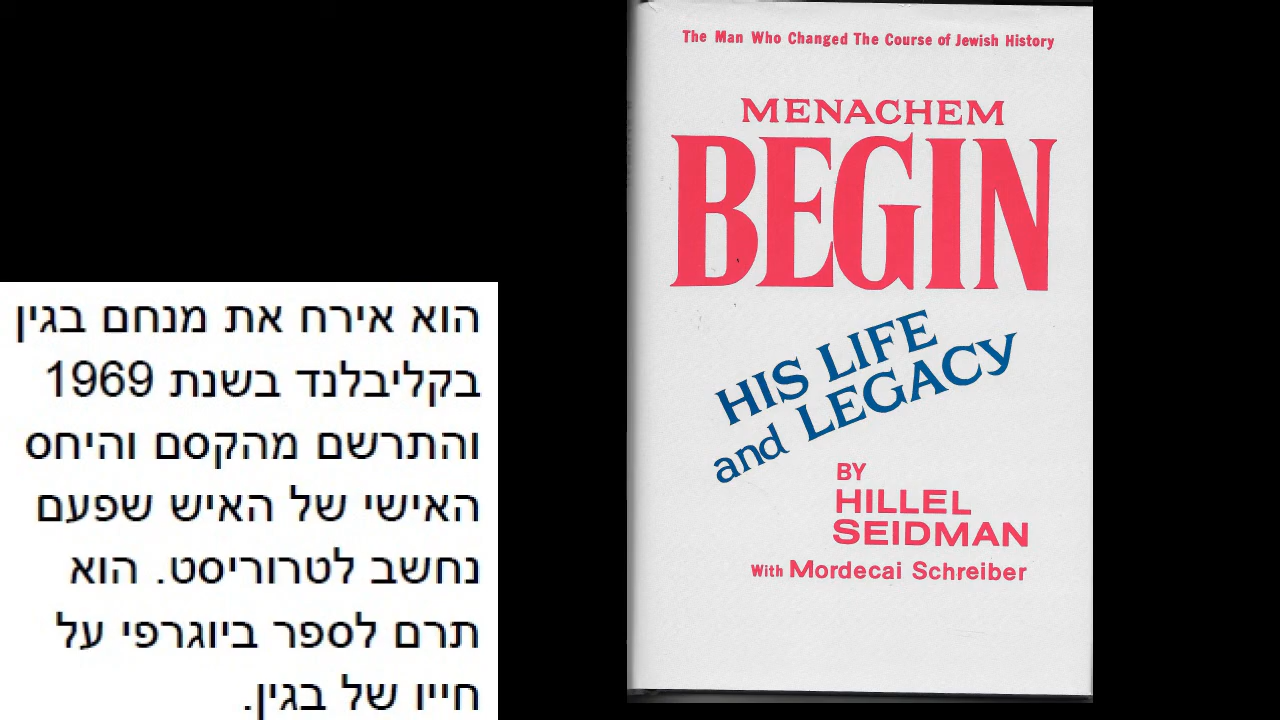 הוא אירח את מנחם בגין
בקליבלנד בשנת 1969
והתרשם מהקסם והיחס
האישי של האיש שפעם
נחשב לטרוריסט. הוא
תרם לספר ביוגרפי על
חייו של בגין.
The Man Who Changed The Course of Jewish History
MENACHEM
BEGIN
HIS LIFE
and LEGACY
BY
HILLEL
SEIDMAN
With Mordecai Schreiber